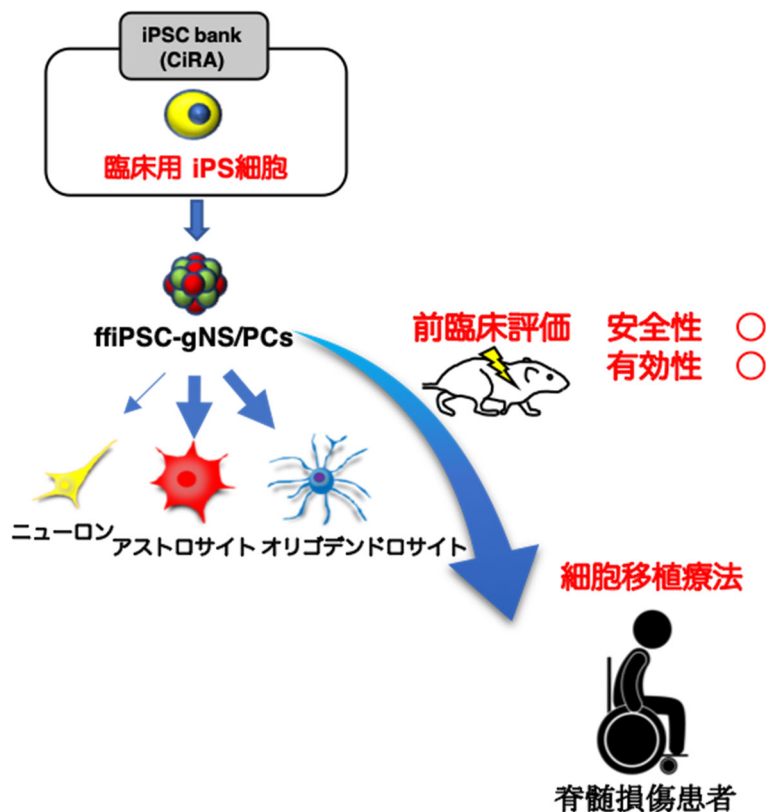 iPSC bank
(CiRA)
臨床用 iPS細胞
ffiPSC-gNS/PCs
前臨床評価 安全性 ○
有効性 ○
ニューロン
アストロサイト
オリゴデンドロサイト
細胞移植療法
脊髄損傷患者